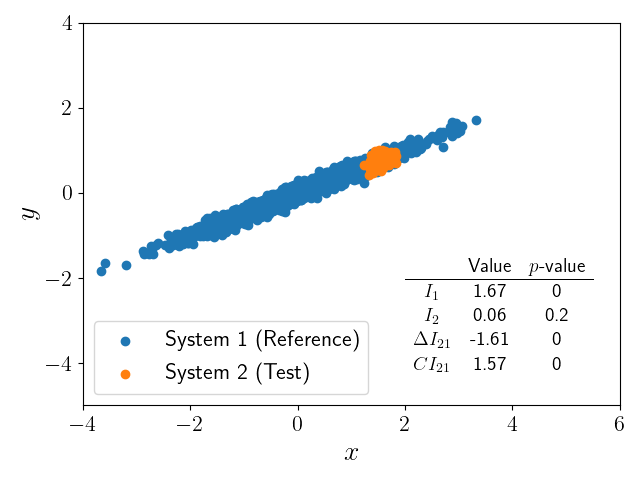 4
2
0
−2
−4
y
Value p-value
I₁ 1.67 0
I₂ 0.06 0.2
ΔI₂₁ -1.61 0
CI₂₁ 1.57 0
System 1 (Reference)
System 2 (Test)
−4 −2 0 2 4 6
x